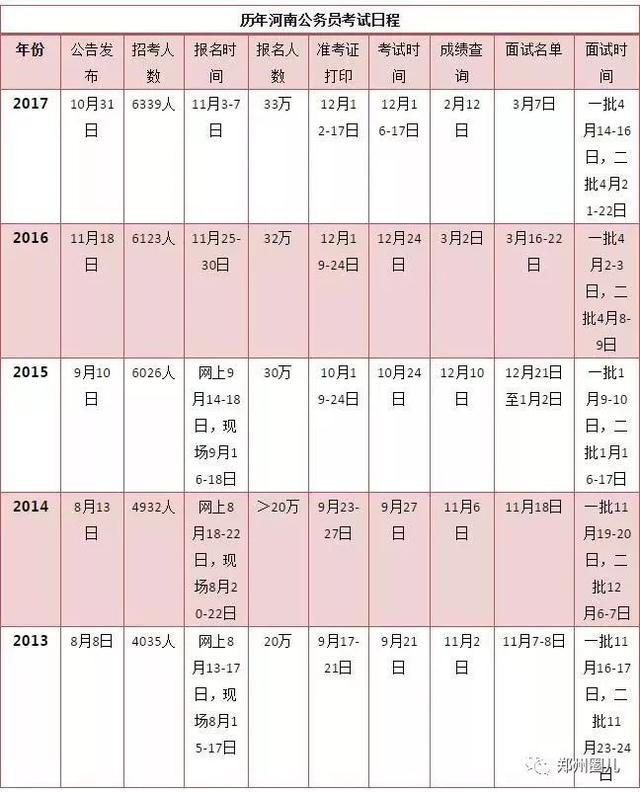 历年河南公务员考试日程
年份 公告发布 招考人数 报名时间 报名人数 准考证打印 考试时间 成绩查询 面试名单 面试时间
2017 10月31日 6339人 11月3-7日 33万 12月12-17日 12月16-17日 2月12日 3月7日 一批4月14-16日，二批4月21-22日
2016 11月18日 6123人 11月25-30日 32万 12月19-24日 12月24日 3月2日 3月16-22日 一批4月2-3日，二批4月8-9日
2015 9月10日 6026人 网上9月14-18日，现场9月16-18日 30万 10月19-24日 10月24日 12月10日 12月21日至1月2日 一批1月9-10日，二批1月16-17日
2014 8月13日 4932人 网上8月18-22日，现场8月20-22日 ＞20万 9月23-27日 9月27日 11月6日 11月18日 一批11月19-20日，二批12月6-7日
2013 8月8日 4035人 网上8月13-17日，现场8月15-17日 20万 9月17-21日 9月21日 11月2日 11月7-8日 一批11月16-17日，二批11月23-24日
郑州圈儿